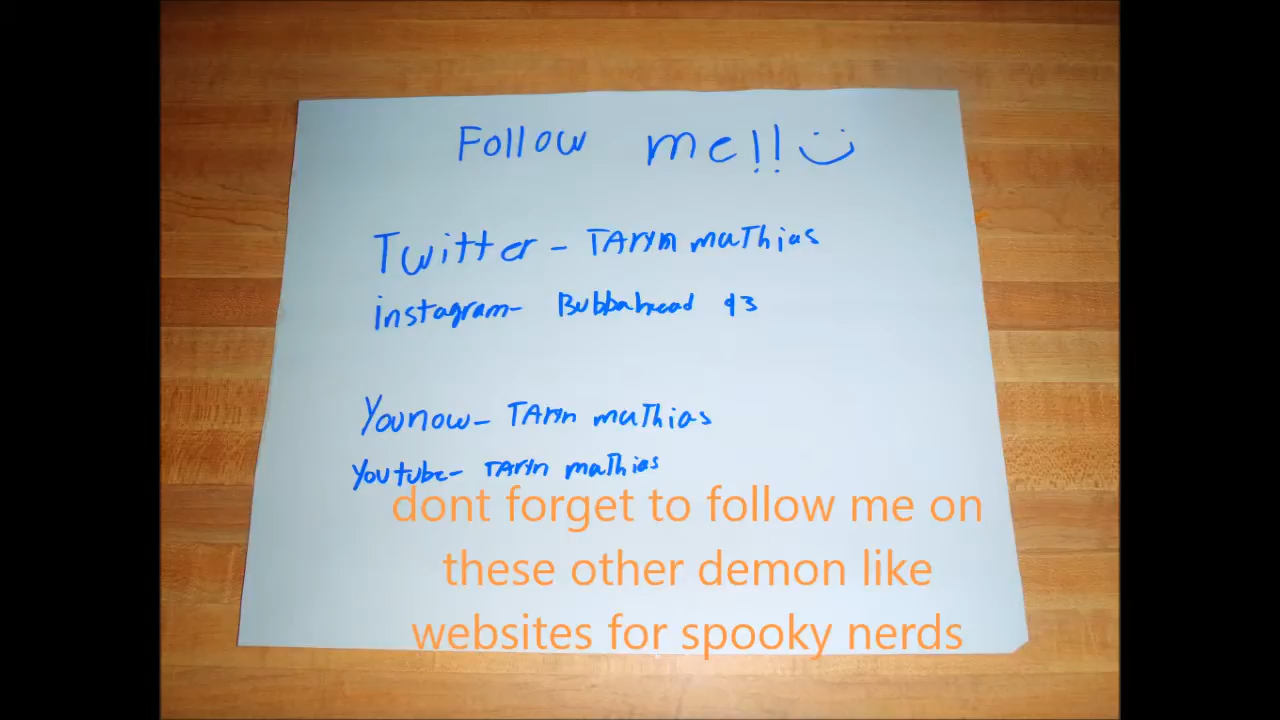 Follow me!! :)
Twitter - TAryn mathias
instagram- Bubbahead 93
Younow- TAryn mathias
Youtube- TAryn mathias
dont forget to follow me on
these other demon like
websites for spooky nerds